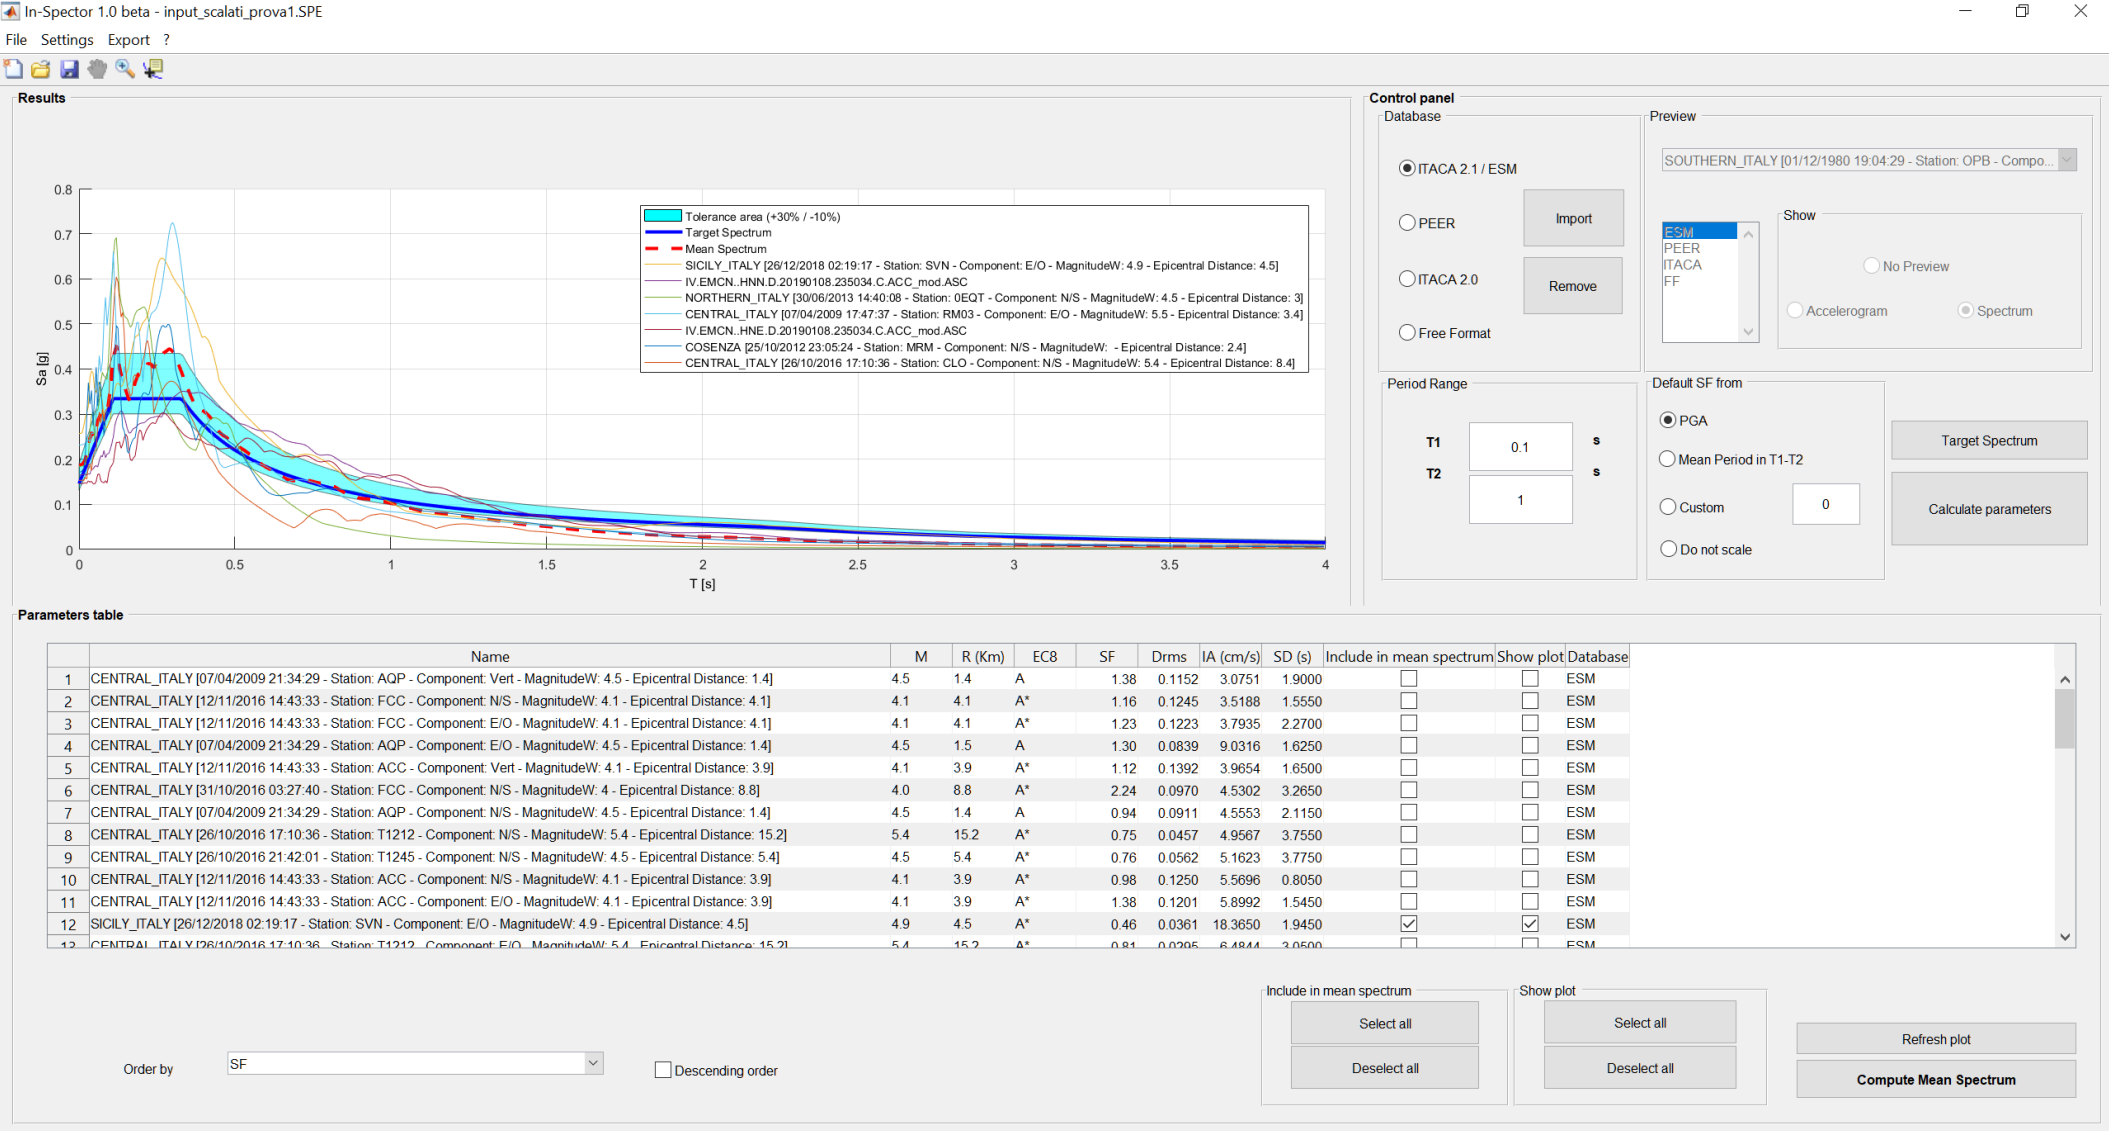 In-Spector 1.0 beta - input_scalati_prova1.SPE
File Settings Export ?
Results
0.8
0.7
0.6
0.5
0.4
0.3
0.2
0.1
0
Sa [g]
0 0.5 1 1.5 2 2.5 3 3.5 4
T [s]
Tolerance area (+30% / -10%)
Target Spectrum
Mean Spectrum
SICILY_ITALY [26/12/2018 02:19:17 - Station: SVN - Component: E/O - MagnitudeW: 4.9 - Epicentral Distance: 4.5]
IV.EMCN..HNN.D.20190108.235034.C.ACC_mod.ASC
NORTHERN_ITALY [30/06/2013 14:40:08 - Station: 0EQT - Component: N/S - MagnitudeW: 4.5 - Epicentral Distance: 3]
CENTRAL_ITALY [07/04/2009 17:47:37 - Station: RM03 - Component: E/O - MagnitudeW: 5.5 - Epicentral Distance: 3.4]
IV.EMCN..HNE.D.20190108.235034.C.ACC_mod.ASC
COSENZA [25/10/2012 23:05:24 - Station: MRM - Component: N/S - MagnitudeW: - Epicentral Distance: 2.4]
CENTRAL_ITALY [26/10/2016 17:10:36 - Station: CLO - Component: N/S - MagnitudeW: 5.4 - Epicentral Distance: 8.4]
Control panel
Database
ITACA 2.1 / ESM
PEER
ITACA 2.0
Free Format
Import
Remove
Preview
SOUTHERN_ITALY [01/12/1980 19:04:29 - Station: OPB - Compo...
ESM
PEER
ITACA
FF
Show
No Preview
Accelerogram
Spectrum
Period Range
T1 0.1 s
T2 1 s
Default SF from
PGA
Mean Period in T1-T2
Custom 0
Do not scale
Target Spectrum
Calculate parameters
Parameters table
Name M R (Km) EC8 SF Drms IA (cm/s) SD (s) Include in mean spectrum Show plot Database
1 CENTRAL_ITALY [07/04/2009 21:34:29 - Station: AQP - Component: Vert - MagnitudeW: 4.5 - Epicentral Distance: 1.4] 4.5 1.4 A 1.38 0.1152 3.0751 1.9000 ESM
2 CENTRAL_ITALY [12/11/2016 14:43:33 - Station: FCC - Component: N/S - MagnitudeW: 4.1 - Epicentral Distance: 4.1] 4.1 4.1 A* 1.16 0.1245 3.5188 1.5550 ESM
3 CENTRAL_ITALY [12/11/2016 14:43:33 - Station: FCC - Component: E/O - MagnitudeW: 4.1 - Epicentral Distance: 4.1] 4.1 4.1 A* 1.23 0.1223 3.7935 2.2700 ESM
4 CENTRAL_ITALY [07/04/2009 21:34:29 - Station: AQP - Component: E/O - MagnitudeW: 4.5 - Epicentral Distance: 1.4] 4.5 1.5 A 1.30 0.0839 9.0316 1.6250 ESM
5 CENTRAL_ITALY [12/11/2016 14:43:33 - Station: ACC - Component: Vert - MagnitudeW: 4.1 - Epicentral Distance: 3.9] 4.1 3.9 A* 1.12 0.1392 3.9654 1.6500 ESM
6 CENTRAL_ITALY [31/10/2016 03:27:40 - Station: FCC - Component: N/S - MagnitudeW: 4 - Epicentral Distance: 8.8] 4.0 8.8 A* 2.24 0.0970 4.5302 3.2650 ESM
7 CENTRAL_ITALY [07/04/2009 21:34:29 - Station: AQP - Component: N/S - MagnitudeW: 4.5 - Epicentral Distance: 1.4] 4.5 1.4 A 0.94 0.0911 4.5553 2.1150 ESM
8 CENTRAL_ITALY [26/10/2016 17:10:36 - Station: T1212 - Component: N/S - MagnitudeW: 5.4 - Epicentral Distance: 15.2] 5.4 15.2 A* 0.75 0.0457 4.9567 3.7550 ESM
9 CENTRAL_ITALY [26/10/2016 21:42:01 - Station: T1245 - Component: N/S - MagnitudeW: 4.5 - Epicentral Distance: 5.4] 4.5 5.4 A* 0.76 0.0562 5.1623 3.7750 ESM
10 CENTRAL_ITALY [12/11/2016 14:43:33 - Station: ACC - Component: N/S - MagnitudeW: 4.1 - Epicentral Distance: 3.9] 4.1 3.9 A* 0.98 0.1250 5.5696 0.8050 ESM
11 CENTRAL_ITALY [12/11/2016 14:43:33 - Station: ACC - Component: E/O - MagnitudeW: 4.1 - Epicentral Distance: 3.9] 4.1 3.9 A* 1.38 0.1201 5.8992 1.5450 ESM
12 SICILY_ITALY [26/12/2018 02:19:17 - Station: SVN - Component: E/O - MagnitudeW: 4.9 - Epicentral Distance: 4.5] 4.9 4.5 A* 0.46 0.0361 18.3650 1.9450 ESM
13 CENTRAL_ITALY [26/10/2016 17:10:36 - Station: T1212 - Component: E/O - MagnitudeW: 5.4 - Epicentral Distance: 15.2] 5.4 15.2 A* 0.81 0.0295 6.4844 3.0500 ESM
Order by SF
Descending order
Include in mean spectrum
Select all
Deselect all
Show plot
Select all
Deselect all
Refresh plot
Compute Mean Spectrum